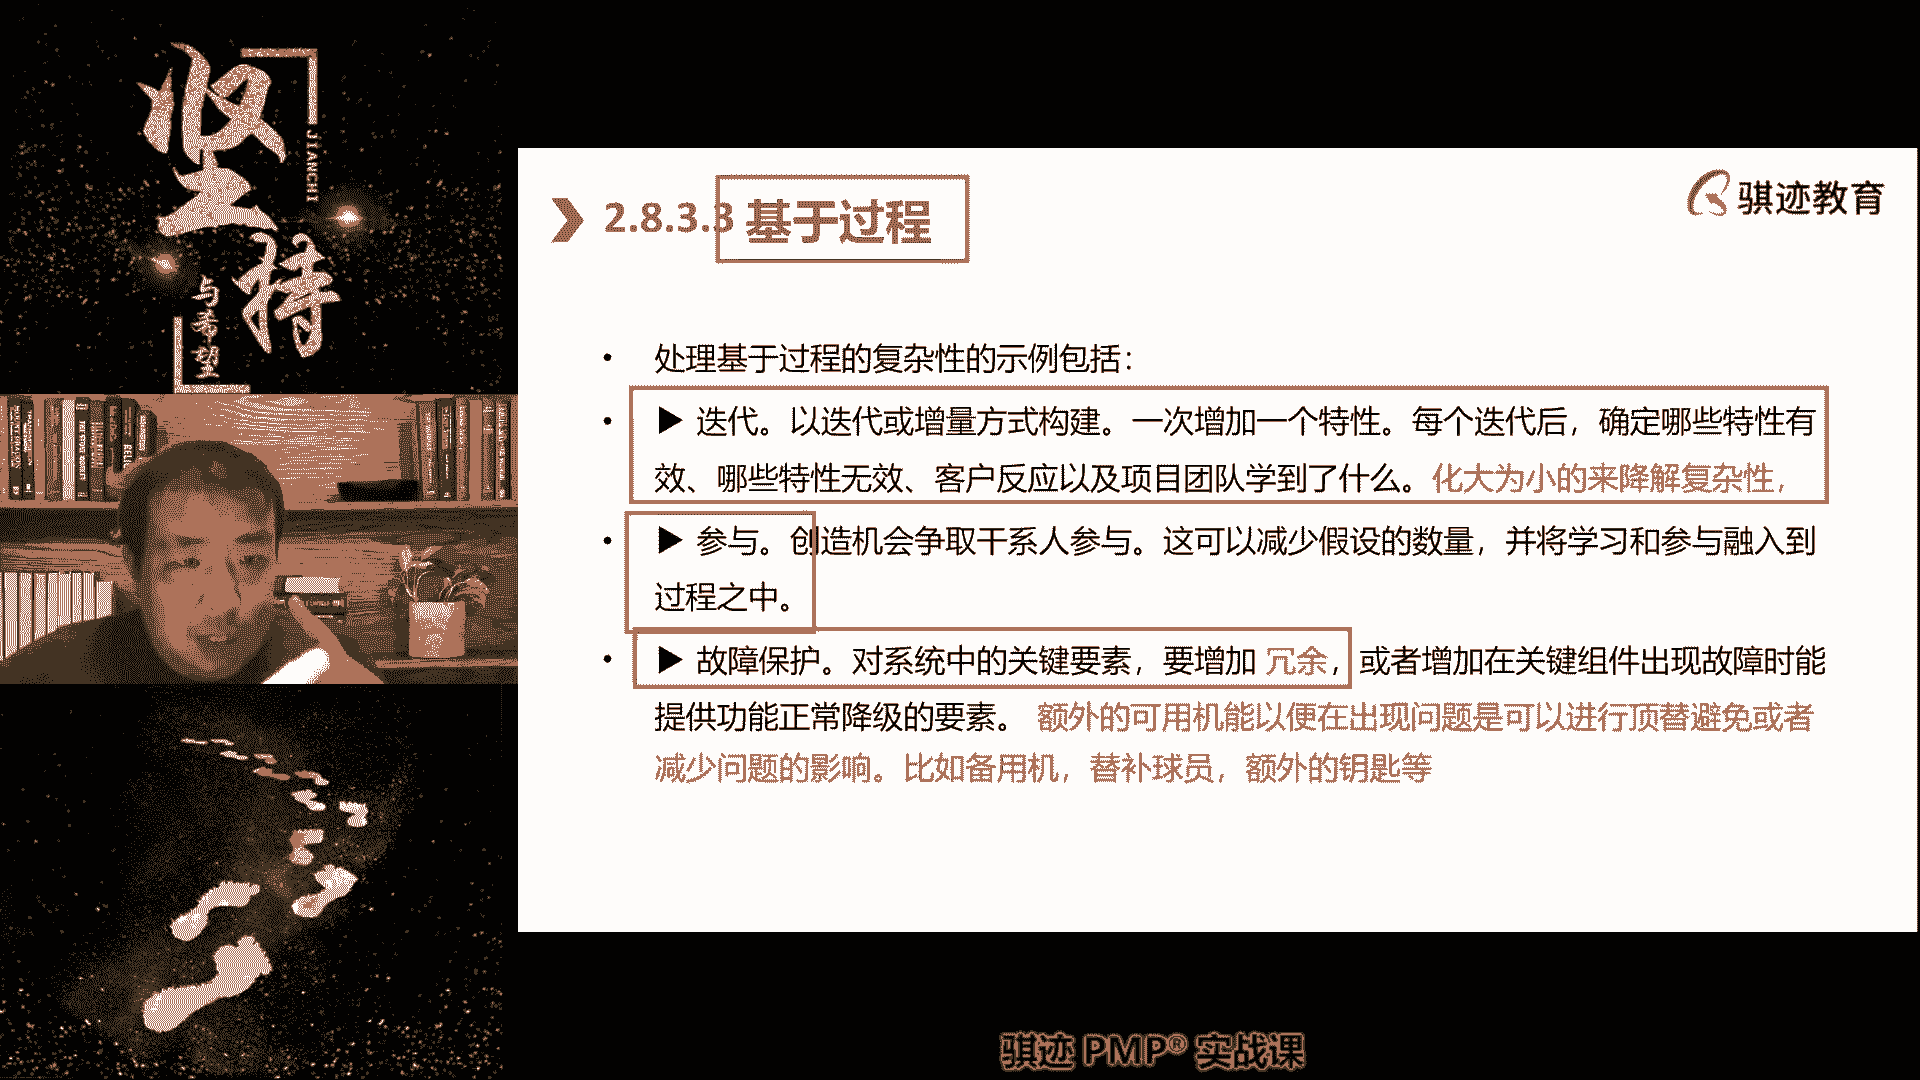 坚持
JIANCHI
与希望
骐迹教育
2.8.3.3 基于过程
• 处理基于过程的复杂性的示例包括：
• ▶ 迭代。以迭代或增量方式构建。一次增加一个特性。每个迭代后，确定哪些特性有
效、哪些特性无效、客户反应以及项目团队学到了什么。化大为小的来降解复杂性，
• ▶ 参与。创造机会争取干系人参与。这可以减少假设的数量，并将学习和参与融入到
过程之中。
• ▶ 故障保护。对系统中的关键要素，要增加 冗余，或者增加在关键组件出现故障时能
提供功能正常降级的要素。 额外的可用机能以便在出现问题是可以进行顶替避免或者
减少问题的影响。比如备用机，替补球员，额外的钥匙等
骐迹 PMP® 实战课